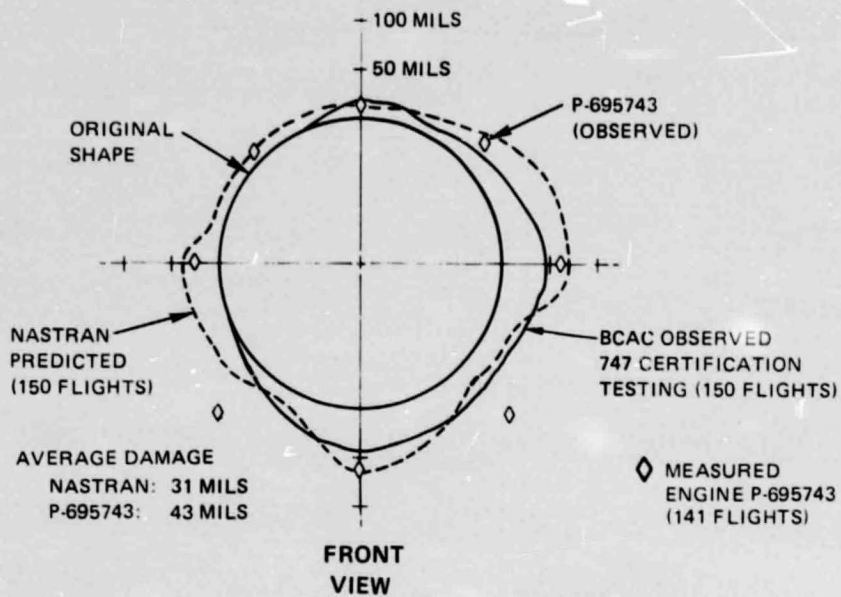 100 MILS
50 MILS
P-695743
(OBSERVED)
ORIGINAL
SHAPE
NASTRAN
PREDICTED
(150 FLIGHTS)
BCAC OBSERVED
747 CERTIFICATION
TESTING (150 FLIGHTS)
AVERAGE DAMAGE
NASTRAN: 31 MILS
P-695743: 43 MILS
MEASURED
ENGINE P-695743
(141 FLIGHTS)
FRONT
VIEW